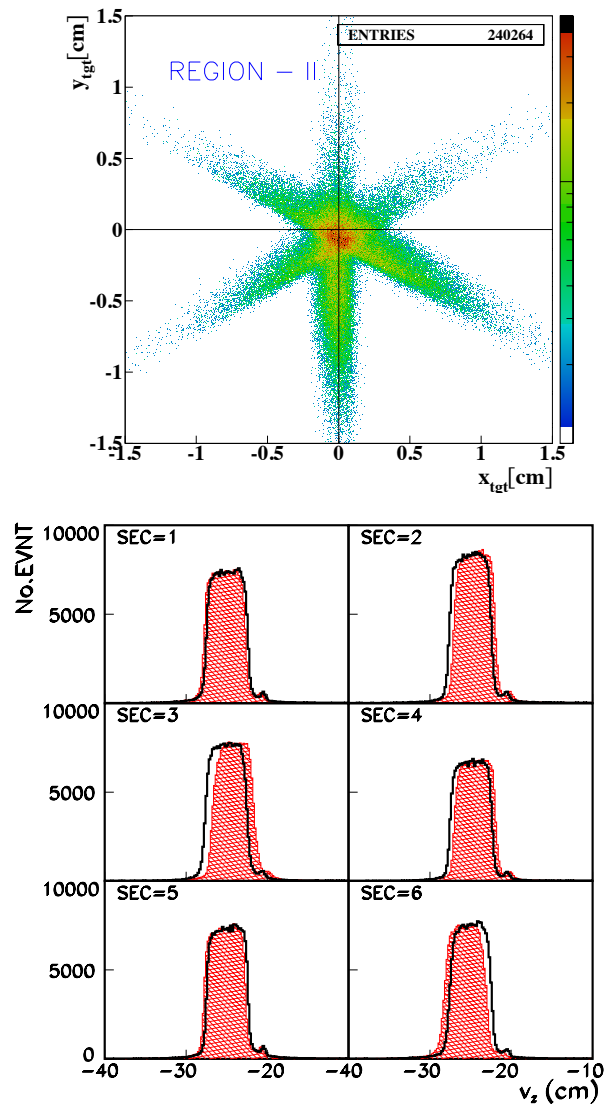 y_tgt[cm]
1.5
ENTRIES 240264
REGION - II
1
0.5
0
-0.5
-1
-1.5
-1.5 -1 -0.5 0 0.5 1 1.5
x_tgt[cm]
No.EVNT
10000
SEC=1 SEC=2
5000
10000
SEC=3 SEC=4
5000
10000
SEC=5 SEC=6
5000
0
-40 -30 -20 -40 -30 -20 -10
v_z (cm)